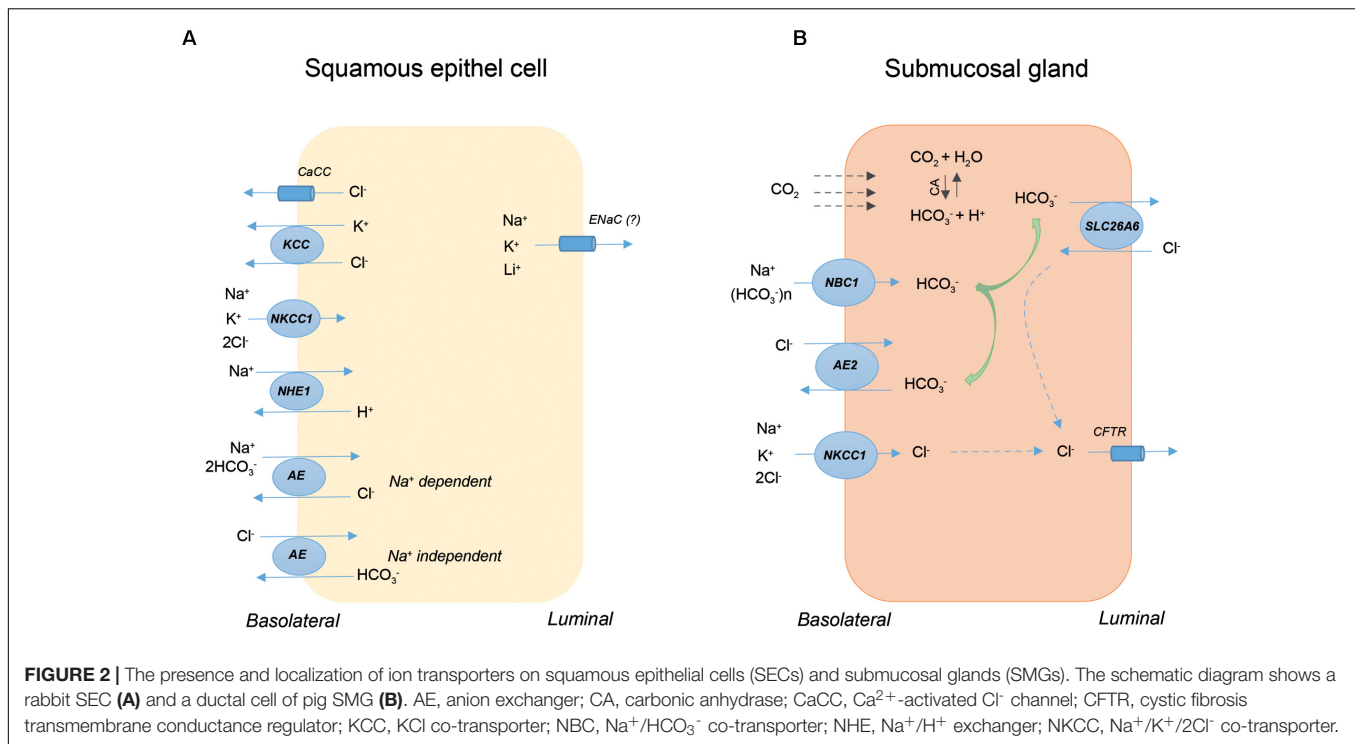 A
Squamous epithel cell
CaCC
Cl⁻
K⁺
KCC
Cl⁻
Na⁺
K⁺
NKCC1
2Cl⁻
Na⁺
NHE1
H⁺
Na⁺
2HCO₃⁻
AE
Cl⁻
Na⁺ dependent
Cl⁻
AE
Na⁺ independent
HCO₃⁻
Na⁺
ENaC (?)
K⁺
Li⁺
Basolateral
Luminal
B
Submucosal gland
CO₂
CO₂ + H₂O
CA
HCO₃⁻ + H⁺
HCO₃⁻
SLC26A6
Cl⁻
Na⁺
(HCO₃⁻)n
NBC1
HCO₃⁻
Cl⁻
AE2
HCO₃⁻
Na⁺
K⁺
2Cl⁻
NKCC1
Cl⁻
Cl⁻
CFTR
Basolateral
Luminal
FIGURE 2 | The presence and localization of ion transporters on squamous epithelial cells (SECs) and submucosal glands (SMGs). The schematic diagram shows a
rabbit SEC (A) and a ductal cell of pig SMG (B). AE, anion exchanger; CA, carbonic anhydrase; CaCC, Ca²⁺-activated Cl⁻ channel; CFTR, cystic fibrosis
transmembrane conductance regulator; KCC, KCl co-transporter; NBC, Na⁺/HCO₃⁻ co-transporter; NHE, Na⁺/H⁺ exchanger; NKCC, Na⁺/K⁺/2Cl⁻ co-transporter.